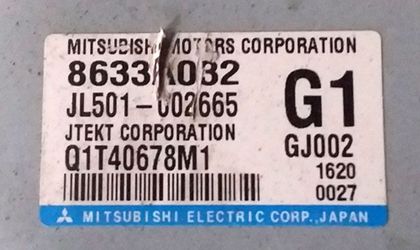 MITSUBISHI MOTORS CORPORATION
8633A032
JL501-002665
G1
JTEKT CORPORATION
GJ002
Q1T40678M1
1620
0027
MITSUBISHI ELECTRIC CORP.,JAPAN